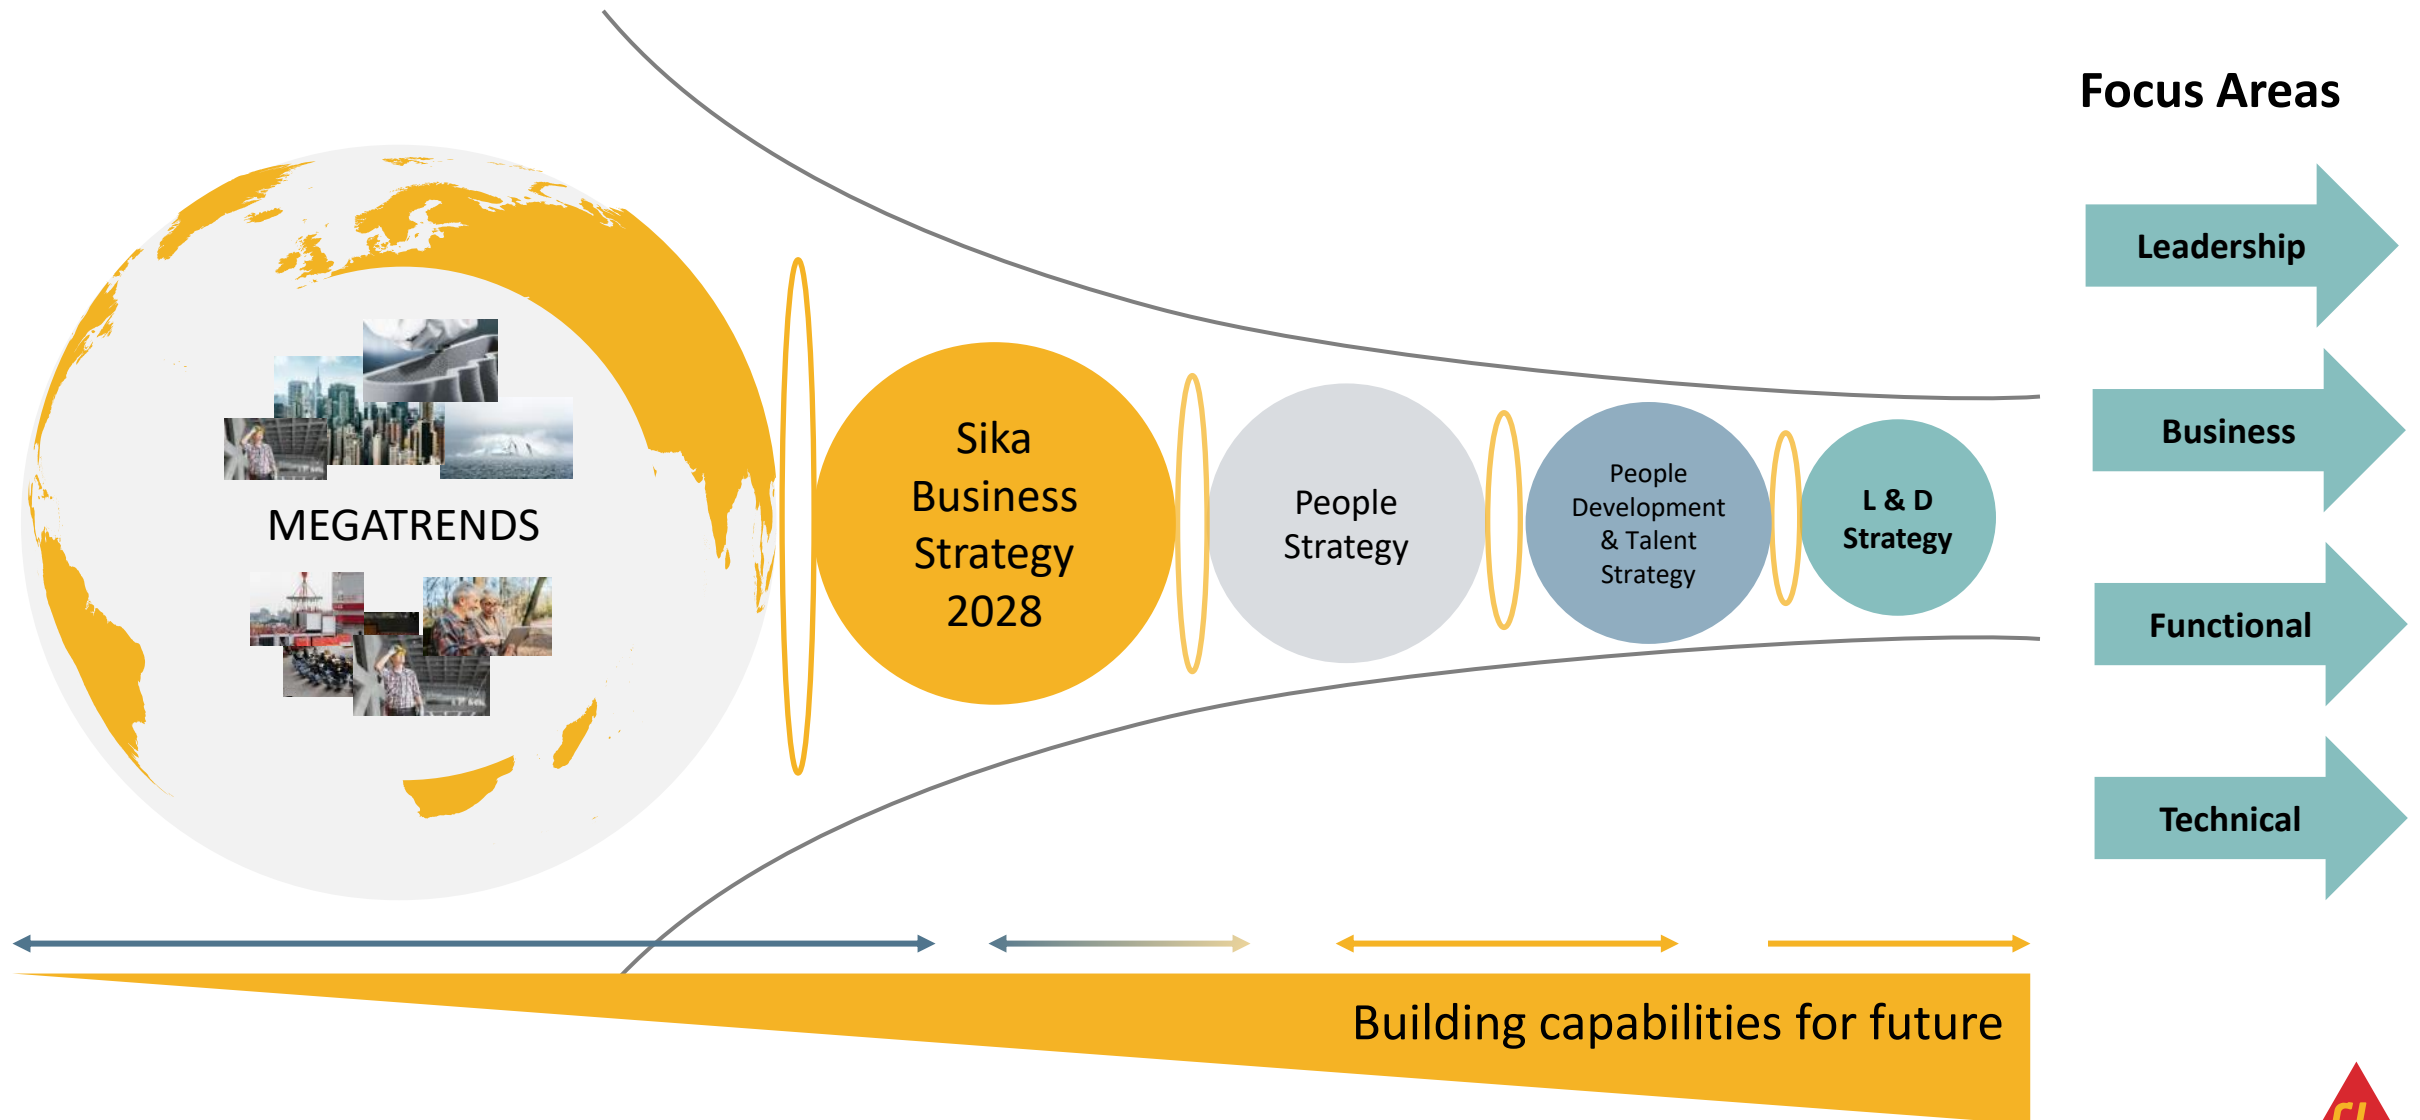 Focus Areas
MEGATRENDS
Sika
Business
Strategy
2028
People
Strategy
People
Development
& Talent
Strategy
L & D
Strategy
Leadership
Business
Functional
Technical
Building capabilities for future